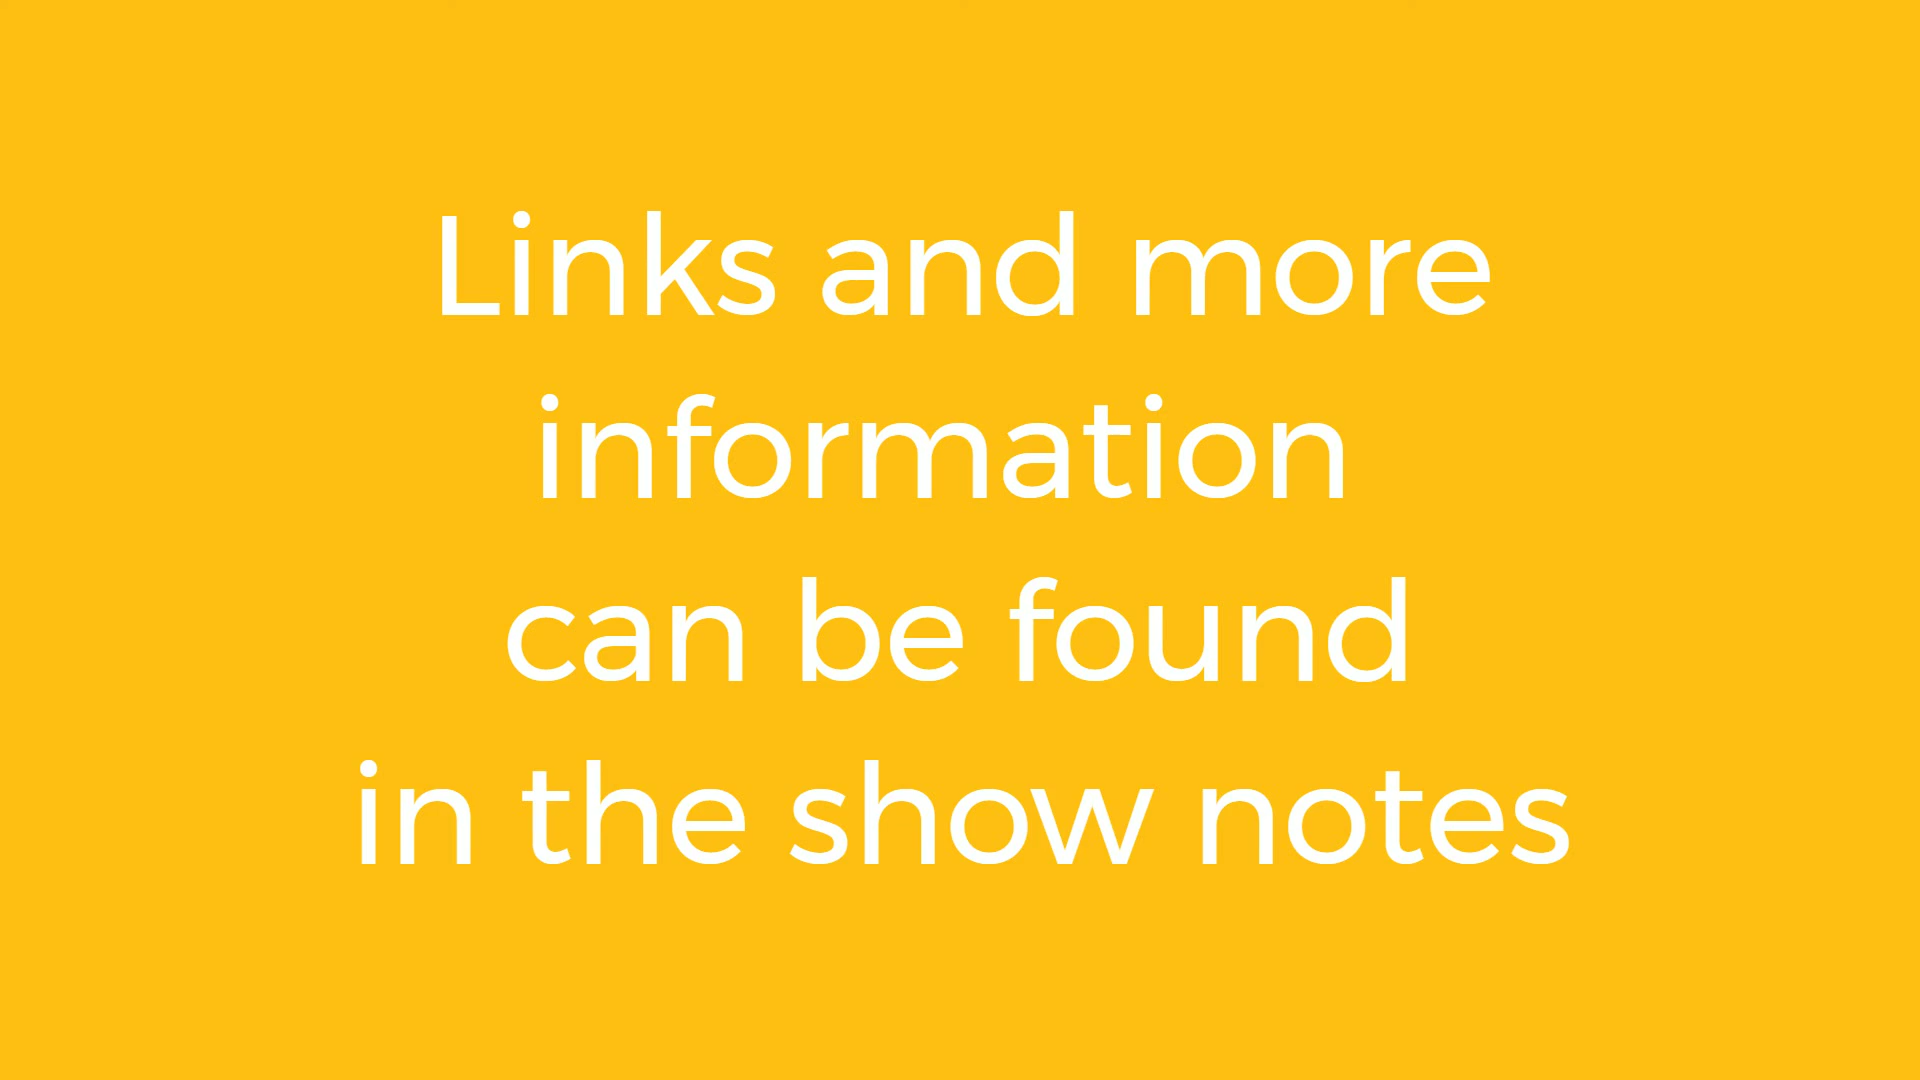 Links and more
information
can be found
in the show notes